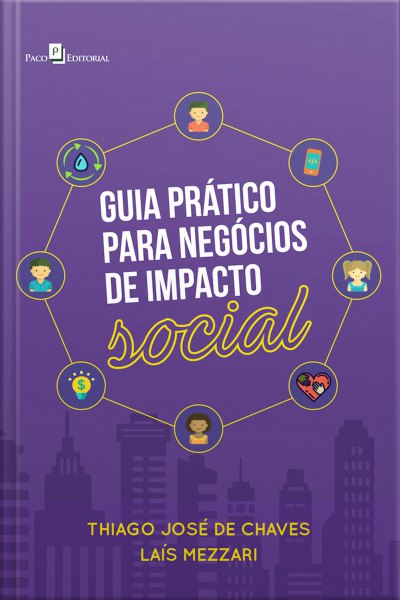 PACO EDITORIAL
GUIA PRÁTICO
PARA NEGÓCIOS
DE IMPACTO
social
THIAGO JOSÉ DE CHAVES
LAÍS MEZZARI